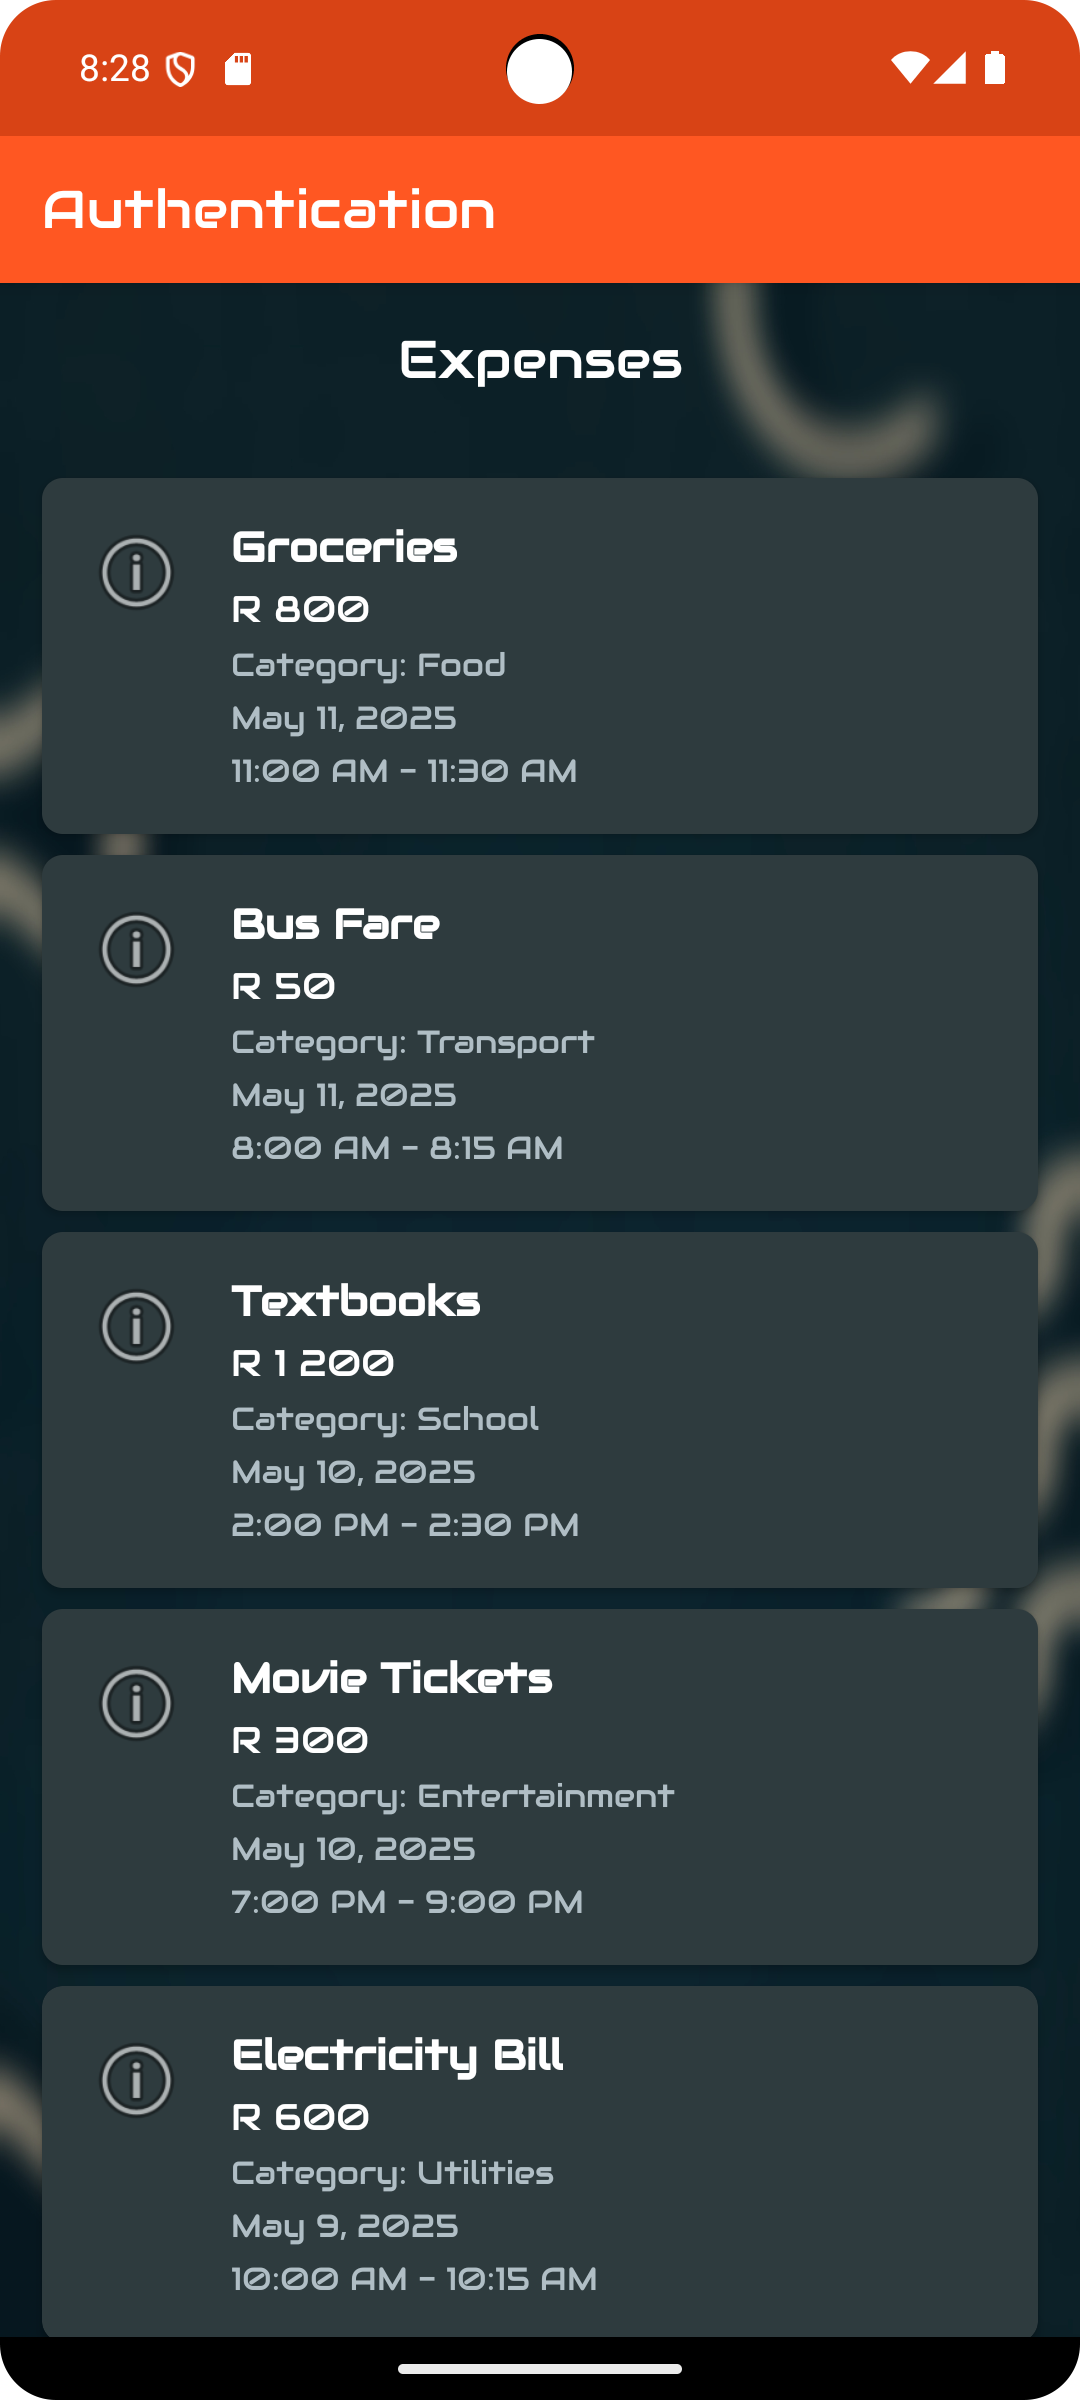 8:28
Authentication
Expenses
Groceries
R 800
Category: Food
May 11, 2025
11:00 AM - 11:30 AM
Bus Fare
R 50
Category: Transport
May 11, 2025
8:00 AM - 8:15 AM
Textbooks
R 1 200
Category: School
May 10, 2025
2:00 PM - 2:30 PM
Movie Tickets
R 300
Category: Entertainment
May 10, 2025
7:00 PM - 9:00 PM
Electricity Bill
R 600
Category: Utilities
May 9, 2025
10:00 AM - 10:15 AM